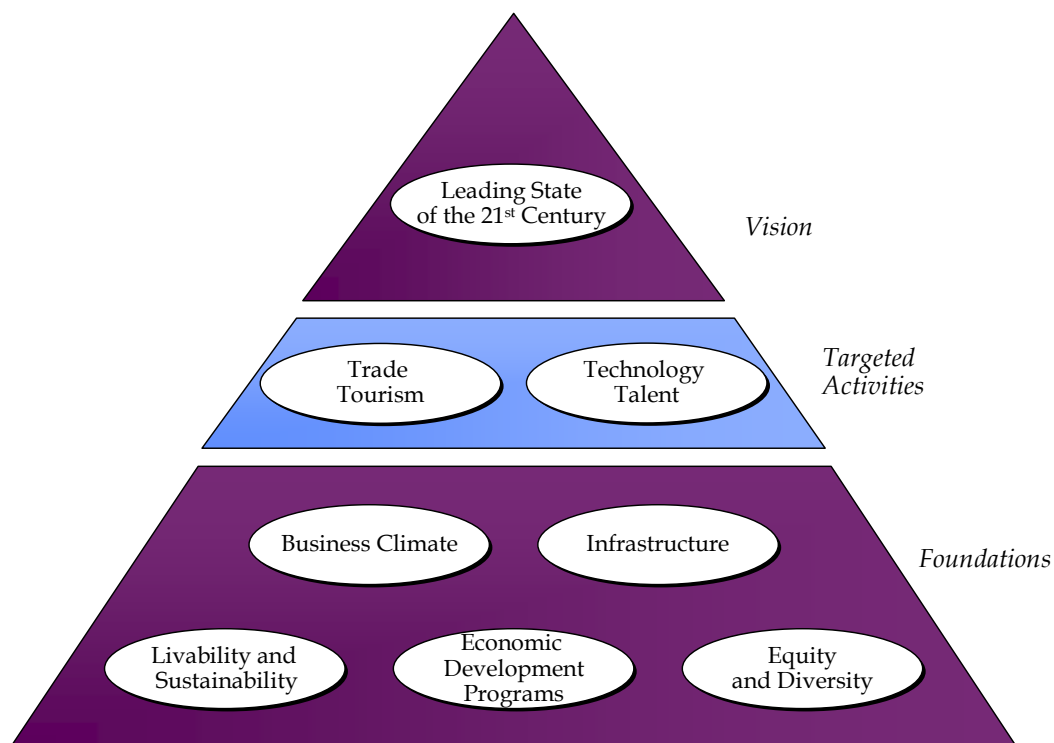 Leading State
of the 21st Century
Vision
Trade
Tourism
Technology
Talent
Targeted
Activities
Business Climate
Infrastructure
Foundations
Livability and
Sustainability
Economic
Development
Programs
Equity
and Diversity